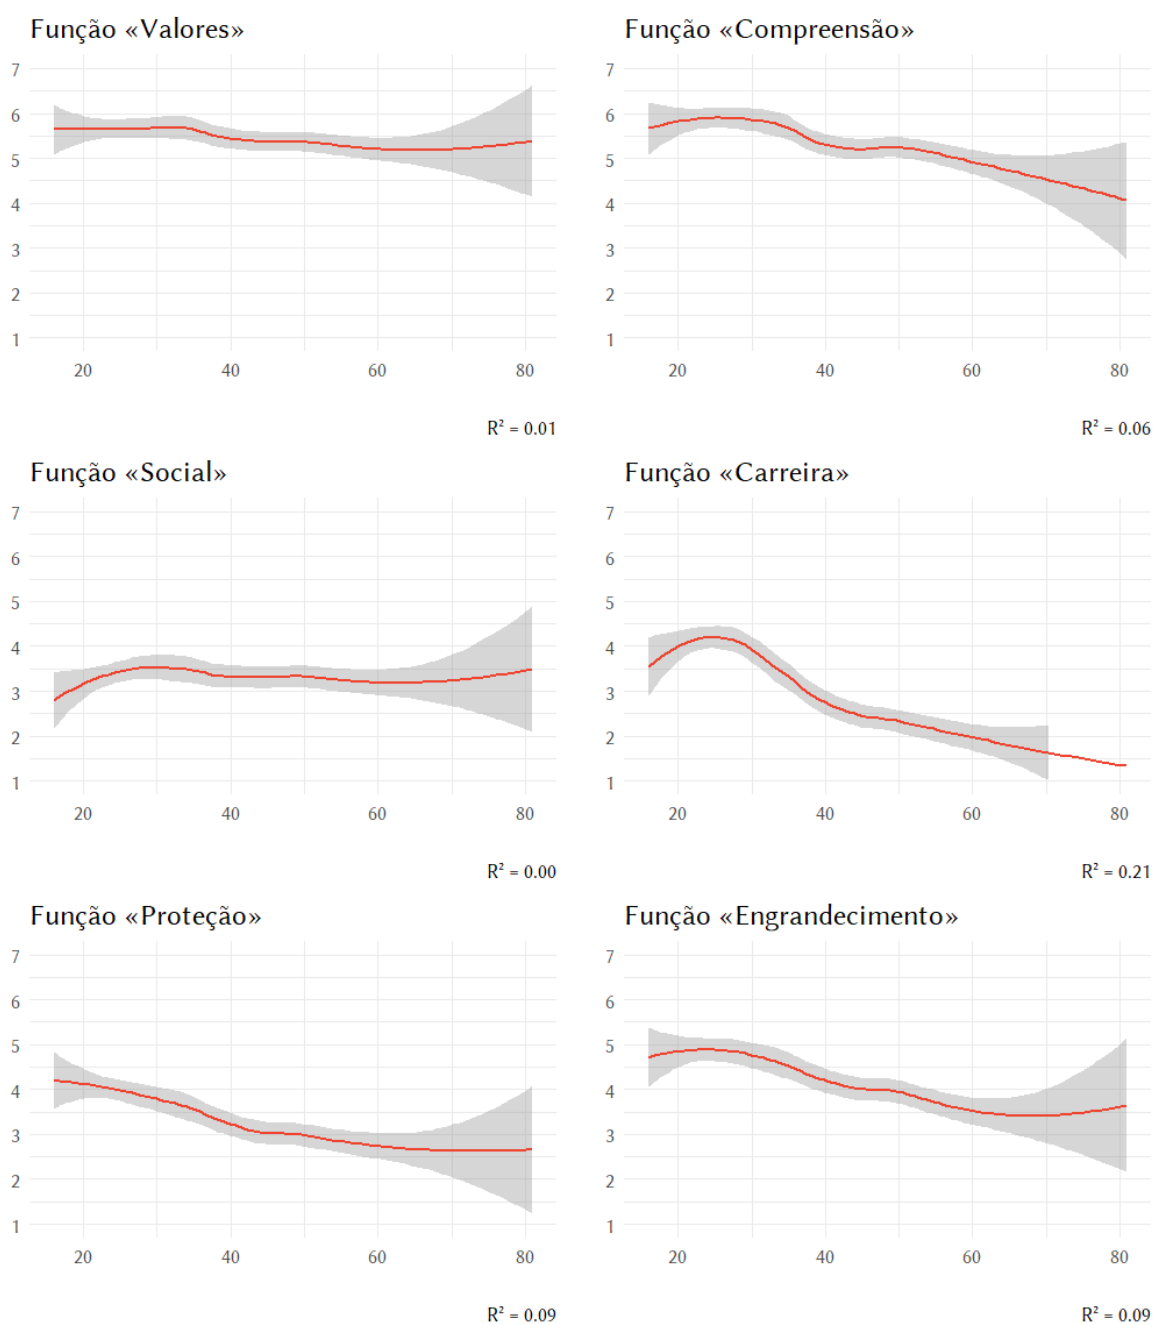 Função «Valores»
7
6
5
4
3
2
1
20 40 60 80
R² = 0.01
Função «Compreensão»
7
6
5
4
3
2
1
20 40 60 80
R² = 0.06
Função «Social»
7
6
5
4
3
2
1
20 40 60 80
R² = 0.00
Função «Carreira»
7
6
5
4
3
2
1
20 40 60 80
R² = 0.21
Função «Proteção»
7
6
5
4
3
2
1
20 40 60 80
R² = 0.09
Função «Engrandecimento»
7
6
5
4
3
2
1
20 40 60 80
R² = 0.09